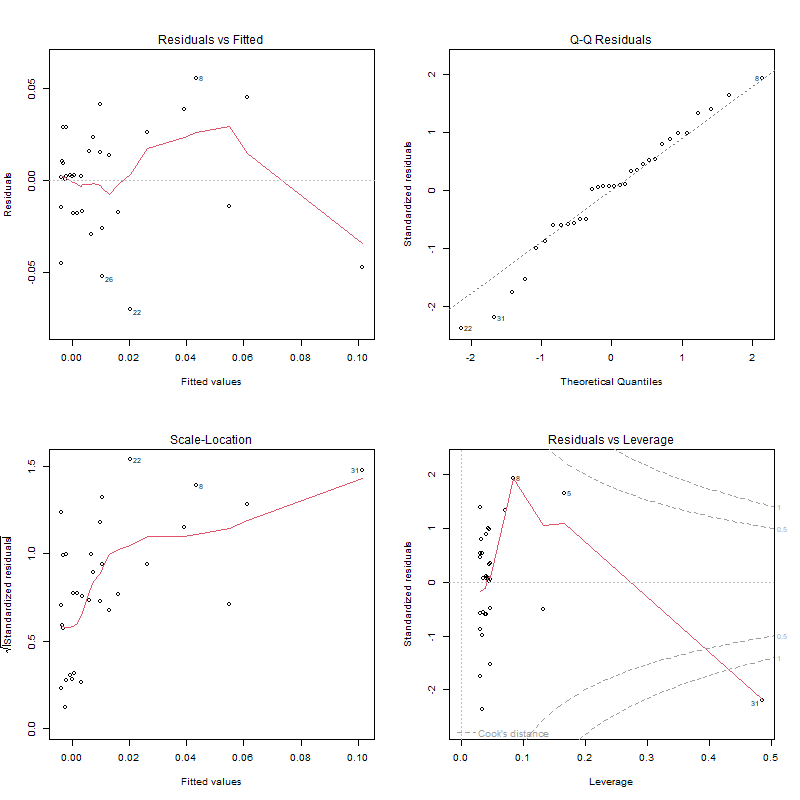 Residuals vs Fitted
Residuals
0.05
0.00
-0.05
8
26
22
0.00 0.02 0.04 0.06 0.08 0.10
Fitted values
Q-Q Residuals
Standardized residuals
2
1
0
-1
-2
8
31
22
-2 -1 0 1 2
Theoretical Quantiles
Scale-Location
√|Standardized residuals|
1.5
1.0
0.5
0.0
22
8
31
0.00 0.02 0.04 0.06 0.08 0.10
Fitted values
Residuals vs Leverage
Standardized residuals
2
1
0
-1
-2
8
5
31
1
0.5
0.5
1
Cook's distance
0.0 0.1 0.2 0.3 0.4 0.5
Leverage